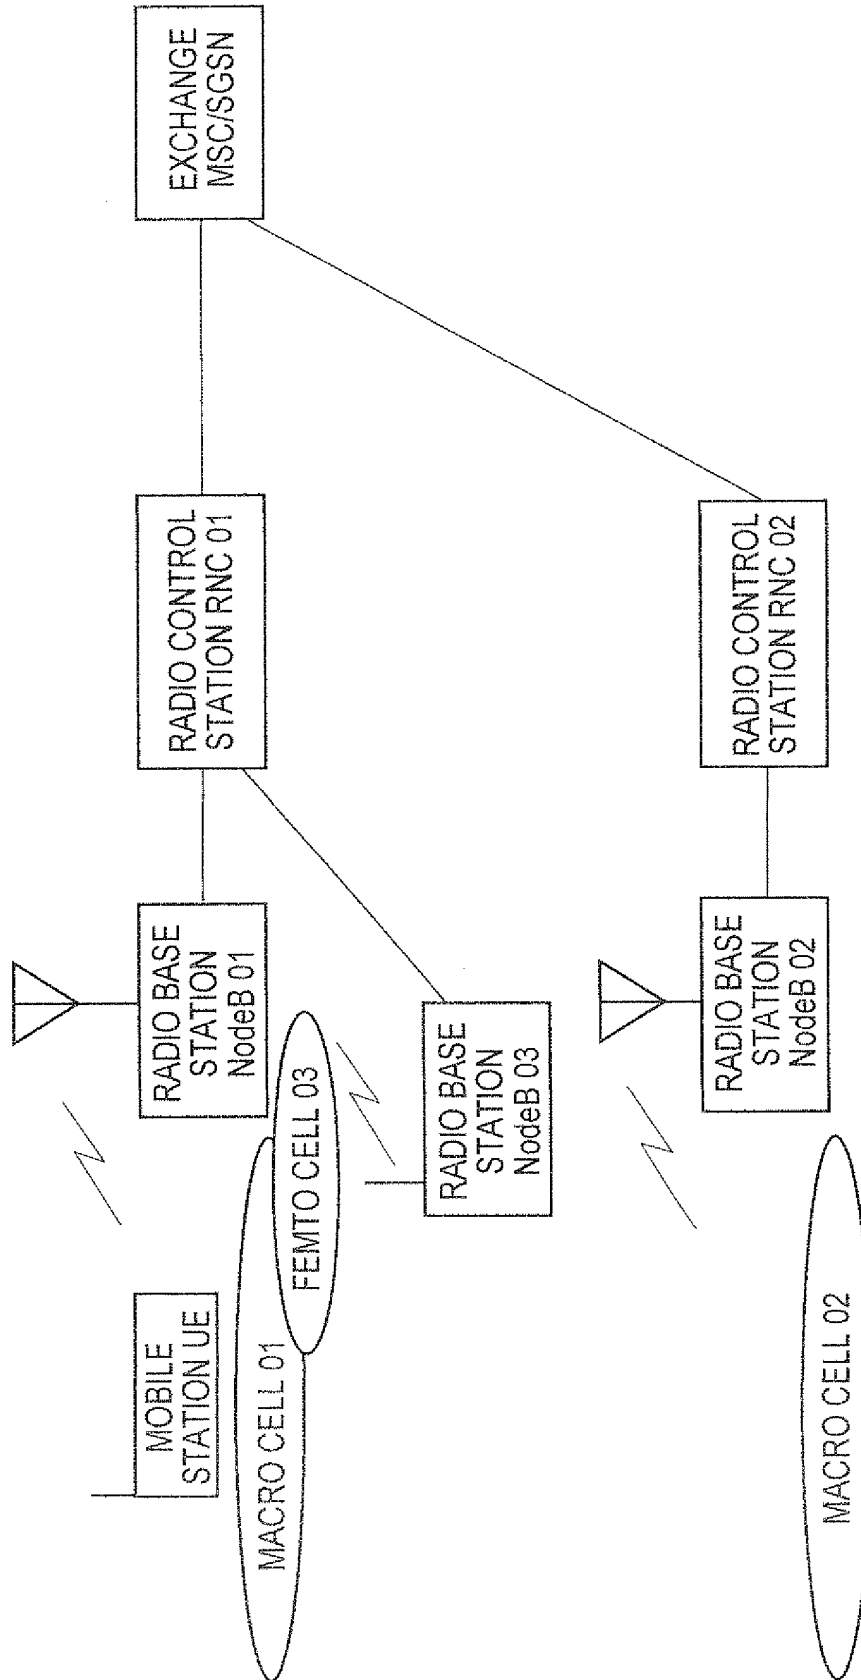 MOBILE
STATION UE
MACRO CELL 01
FEMTO CELL 03
RADIO BASE
STATION
NodeB 01
RADIO CONTROL
STATION RNC 01
EXCHANGE
MSC/SGSN
RADIO BASE
STATION
NodeB 03
MACRO CELL 02
RADIO BASE
STATION
NodeB 02
RADIO CONTROL
STATION RNC 02